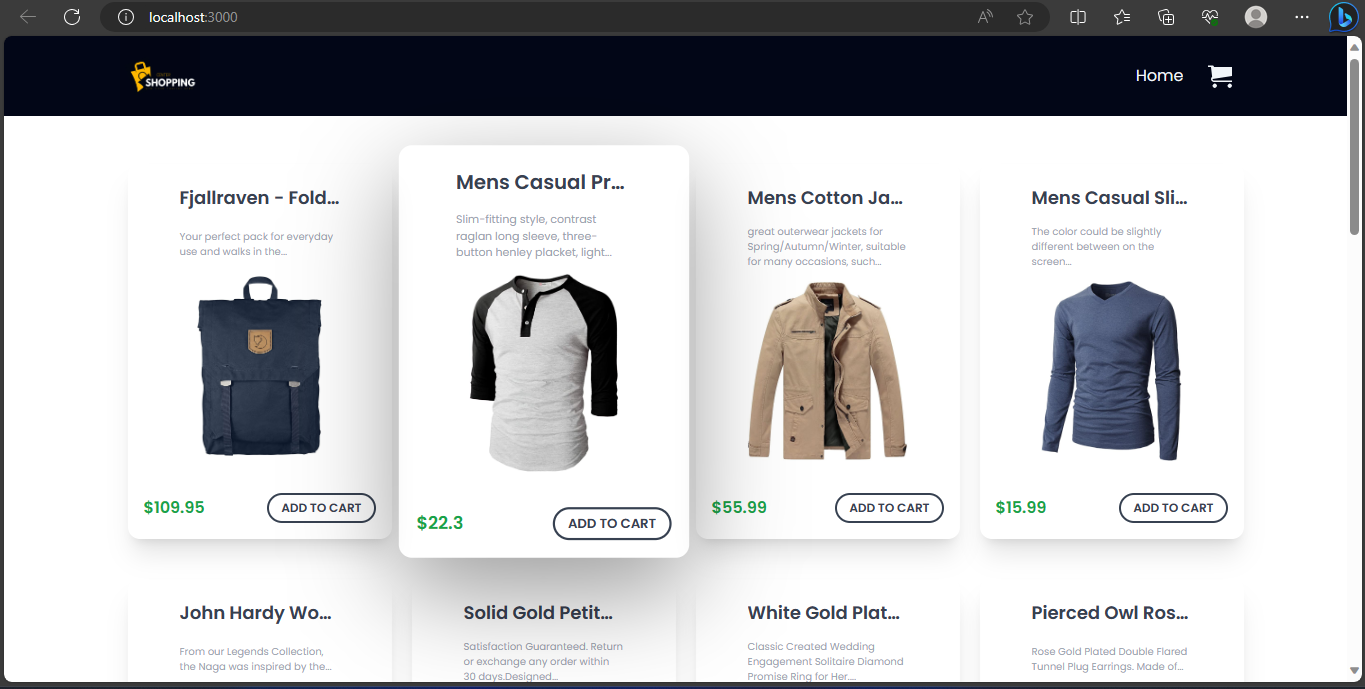 localhost:3000
SHOPPING
Home
Fjallraven - Fold...
Your perfect pack for everyday
use and walks in the...
$109.95
ADD TO CART
Mens Casual Pr...
Slim-fitting style, contrast
raglan long sleeve, three-
button henley placket, light...
$22.3
ADD TO CART
Mens Cotton Ja...
great outerwear jackets for
Spring/Autumn/Winter, suitable
for many occasions, such...
$55.99
ADD TO CART
Mens Casual Sli...
The color could be slightly
different between on the
screen...
$15.99
ADD TO CART
John Hardy Wo...
From our Legends Collection,
the Naga was inspired by the...
Solid Gold Petit...
Satisfaction Guaranteed. Return
or exchange any order within
30 days.Designed...
White Gold Plat...
Classic Created Wedding
Engagement Solitaire Diamond
Promise Ring for Her....
Pierced Owl Ros...
Rose Gold Plated Double Flared
Tunnel Plug Earrings. Made of...